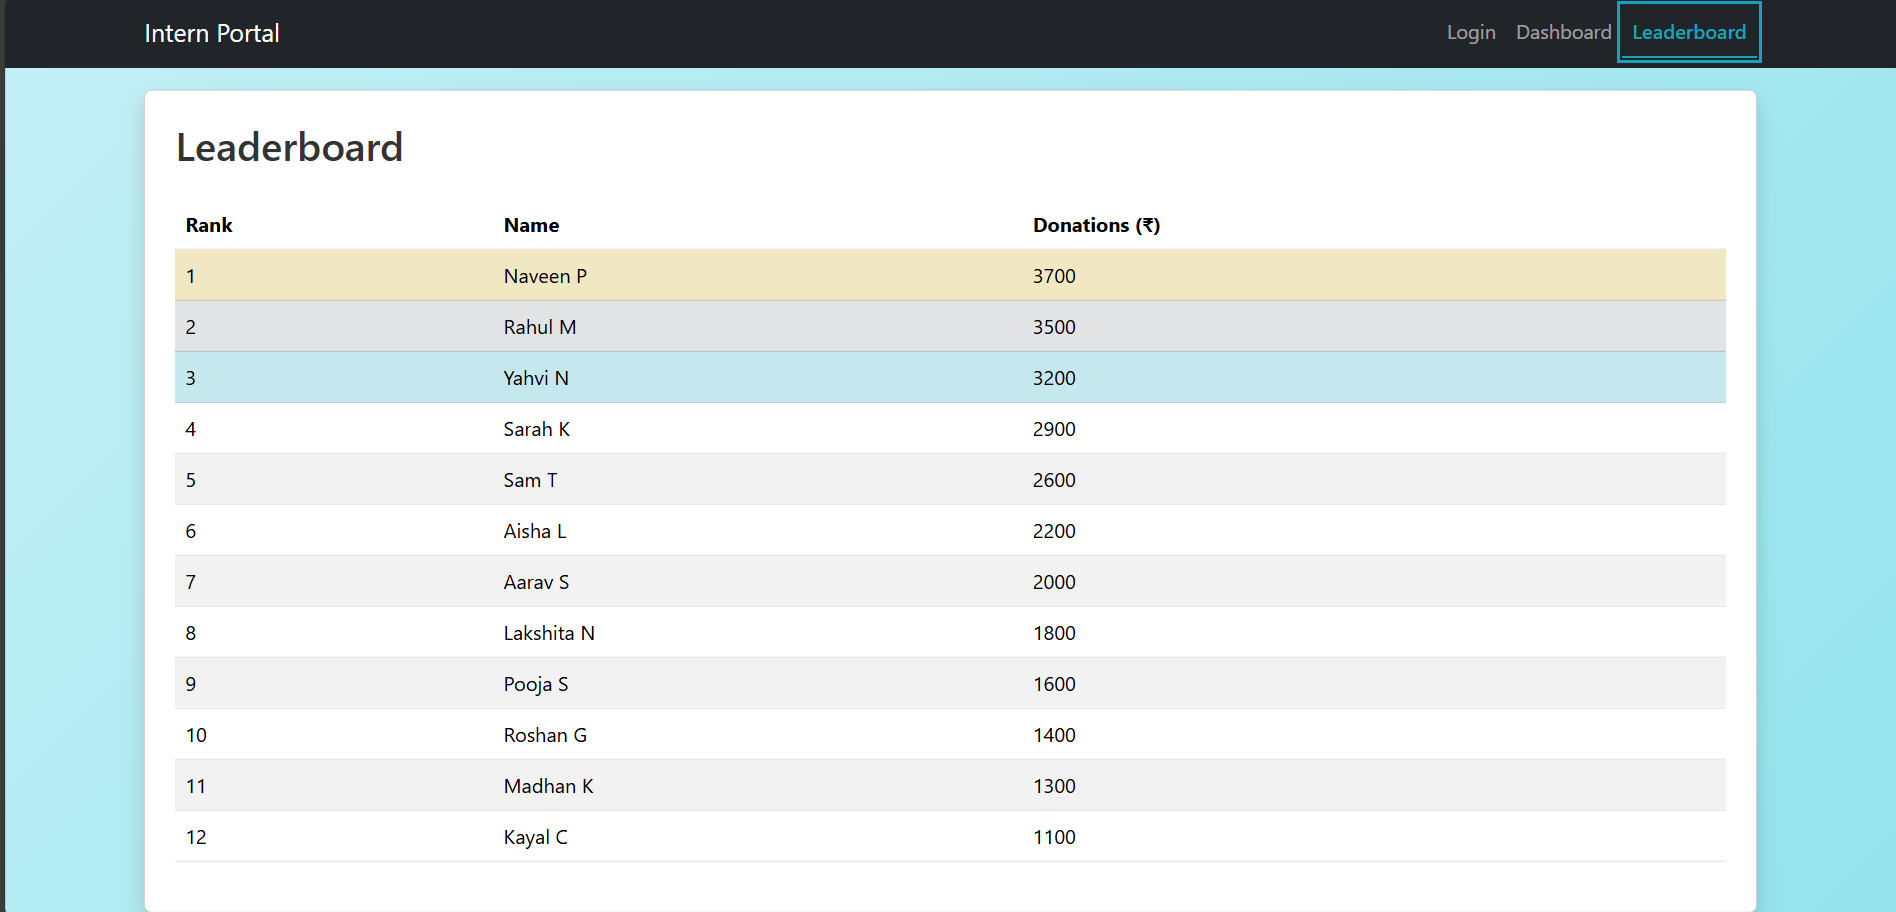 Intern Portal Login Dashboard Leaderboard
Leaderboard
Rank Name Donations (₹)
1 Naveen P 3700
2 Rahul M 3500
3 Yahvi N 3200
4 Sarah K 2900
5 Sam T 2600
6 Aisha L 2200
7 Aarav S 2000
8 Lakshita N 1800
9 Pooja S 1600
10 Roshan G 1400
11 Madhan K 1300
12 Kayal C 1100